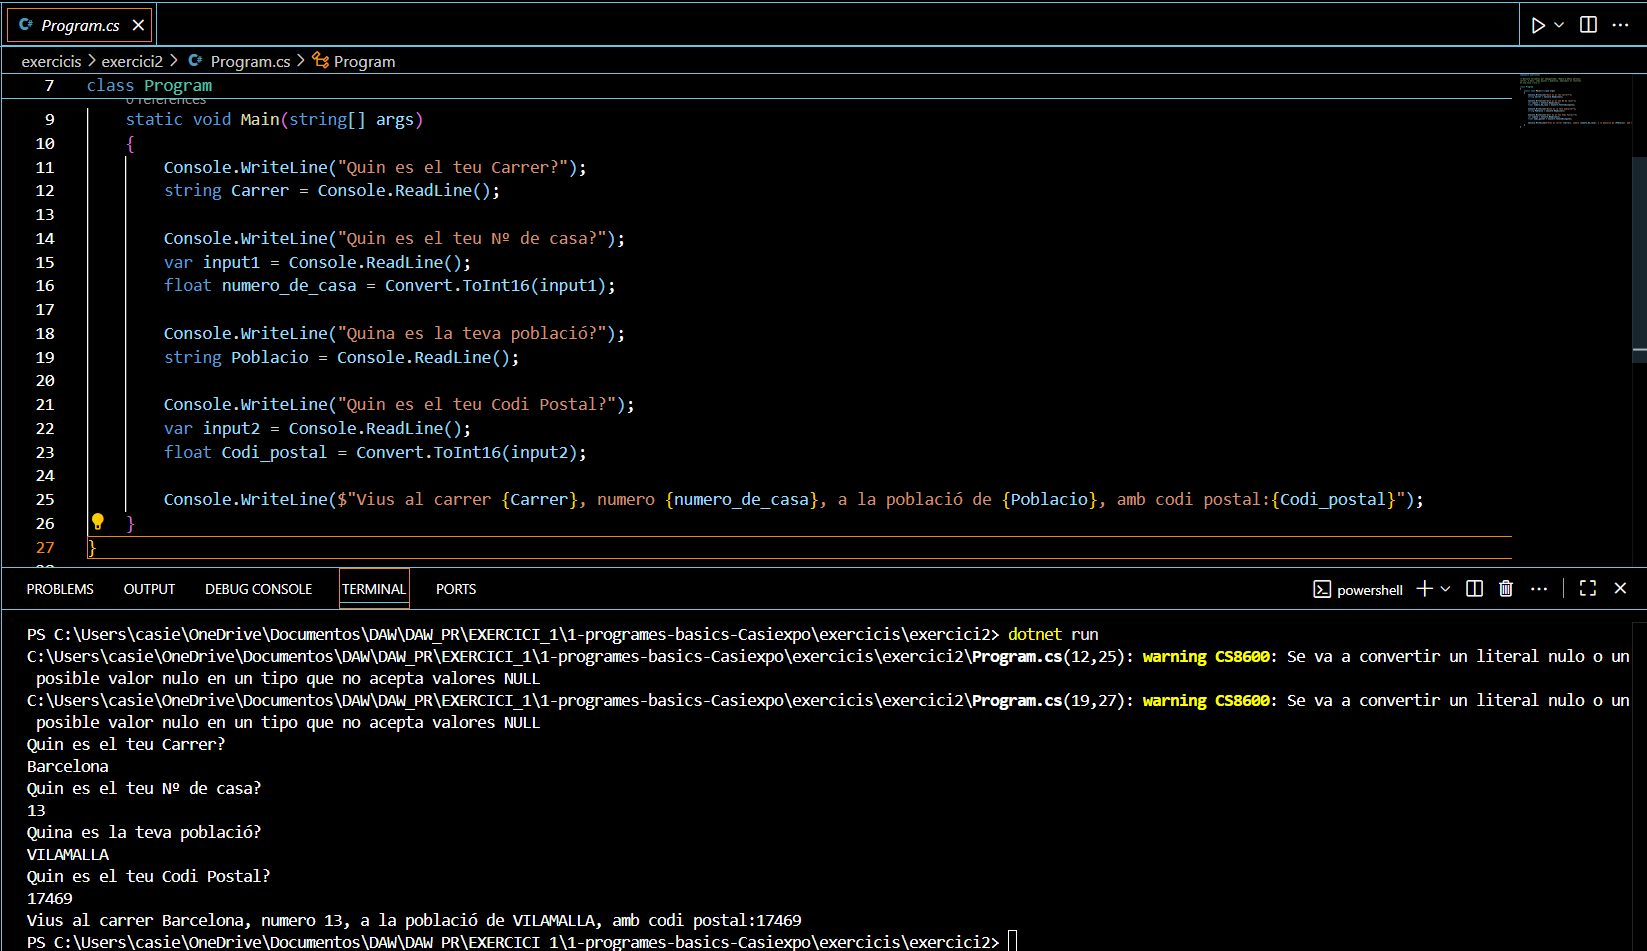 C# Program.cs
exercicis > exercici2 > C# Program.cs > Program
7 class Program
0 references
9 static void Main(string[] args)
10 {
11 Console.WriteLine("Quin es el teu Carrer?");
12 string Carrer = Console.ReadLine();
13
14 Console.WriteLine("Quin es el teu Nº de casa?");
15 var input1 = Console.ReadLine();
16 float numero_de_casa = Convert.ToInt16(input1);
17
18 Console.WriteLine("Quina es la teva població?");
19 string Poblacio = Console.ReadLine();
20
21 Console.WriteLine("Quin es el teu Codi Postal?");
22 var input2 = Console.ReadLine();
23 float Codi_postal = Convert.ToInt16(input2);
24
25 Console.WriteLine($"Vius al carrer {Carrer}, numero {numero_de_casa}, a la població de {Poblacio}, amb codi postal:{Codi_postal}");
26 }
27 }
PROBLEMS OUTPUT DEBUG CONSOLE TERMINAL PORTS powershell
PS C:\Users\casie\OneDrive\Documentos\DAW\DAW_PR\EXERCICI_1\1-programes-basics-Casiexpo\exercicis\exercici2> dotnet run
C:\Users\casie\OneDrive\Documentos\DAW\DAW_PR\EXERCICI_1\1-programes-basics-Casiexpo\exercicis\exercici2\Program.cs(12,25): warning CS8600: Se va a convertir un literal nulo o un
posible valor nulo en un tipo que no acepta valores NULL
C:\Users\casie\OneDrive\Documentos\DAW\DAW_PR\EXERCICI_1\1-programes-basics-Casiexpo\exercicis\exercici2\Program.cs(19,27): warning CS8600: Se va a convertir un literal nulo o un
posible valor nulo en un tipo que no acepta valores NULL
Quin es el teu Carrer?
Barcelona
Quin es el teu Nº de casa?
13
Quina es la teva població?
VILAMALLA
Quin es el teu Codi Postal?
17469
Vius al carrer Barcelona, numero 13, a la població de VILAMALLA, amb codi postal:17469
PS C:\Users\casie\OneDrive\Documentos\DAW\DAW_PR\EXERCICI_1\1-programes-basics-Casiexpo\exercicis\exercici2>